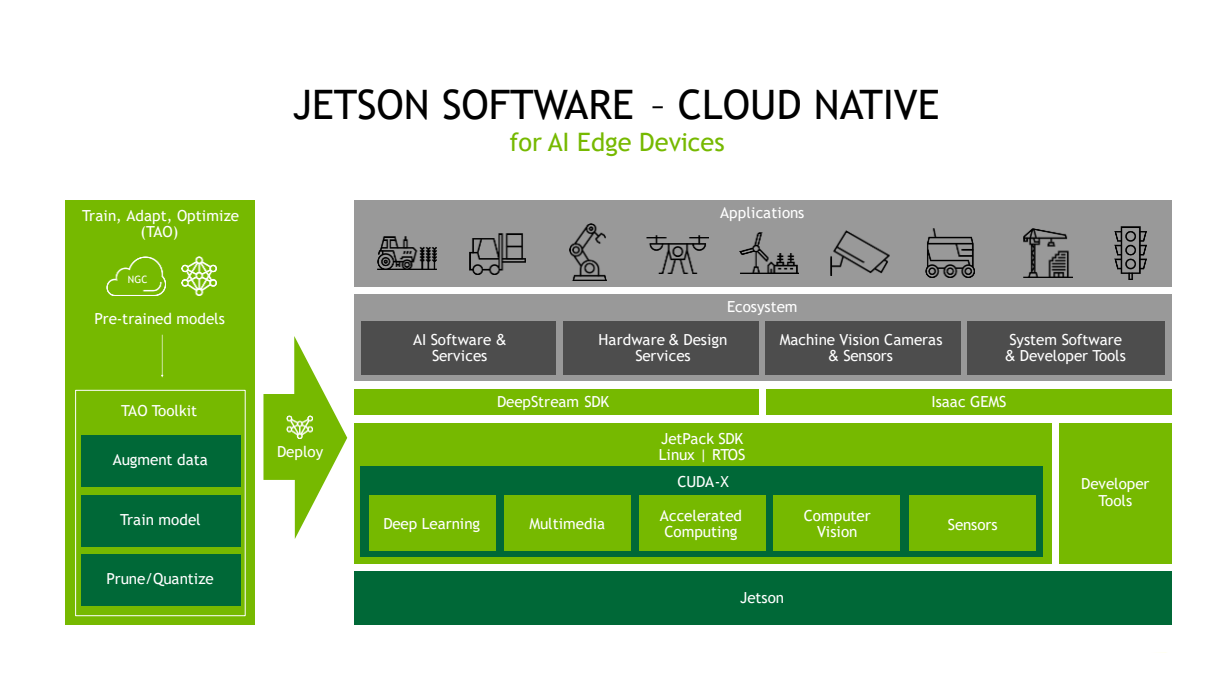 JETSON SOFTWARE – CLOUD NATIVE
for AI Edge Devices
Train, Adapt, Optimize
(TAO)
NGC
Pre-trained models
TAO Toolkit
Augment data
Train model
Prune/Quantize
Deploy
Applications
Ecosystem
AI Software &
Services
Hardware & Design
Services
Machine Vision Cameras
& Sensors
System Software
& Developer Tools
DeepStream SDK
Isaac GEMS
JetPack SDK
Linux | RTOS
CUDA-X
Deep Learning
Multimedia
Accelerated
Computing
Computer
Vision
Sensors
Developer
Tools
Jetson